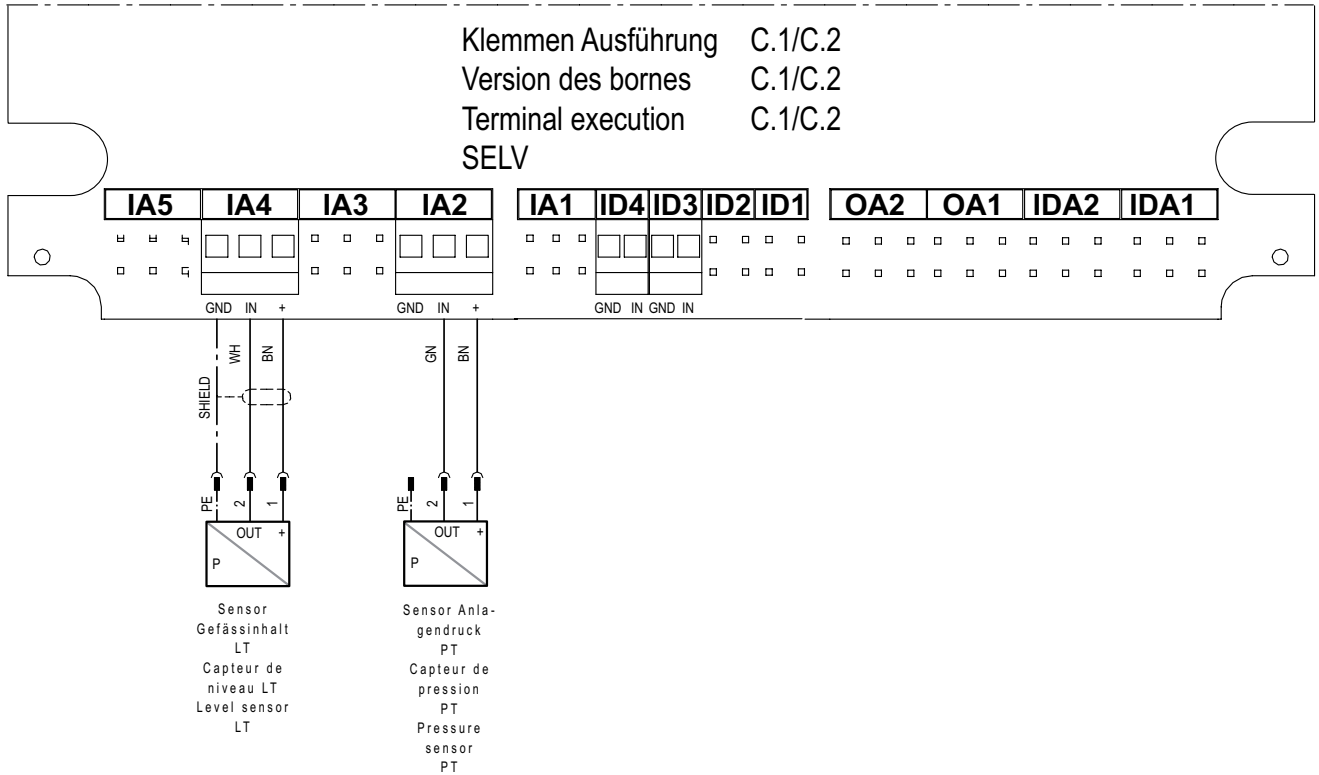 Klemmen Ausführung C.1/C.2
Version des bornes C.1/C.2
Terminal execution C.1/C.2
SELV
IA5 IA4 IA3 IA2 IA1 ID4 ID3 ID2 ID1 OA2 OA1 IDA2 IDA1
GND IN + GND IN + GND IN GND IN
SHIELD WH BN GN BN
PE 2 1 PE 2 1
OUT + OUT +
P P
Sensor
Gefässinhalt
LT
Capteur de
niveau LT
Level sensor
LT
Sensor Anla-
gendruck
PT
Capteur de
pression
PT
Pressure
sensor
PT